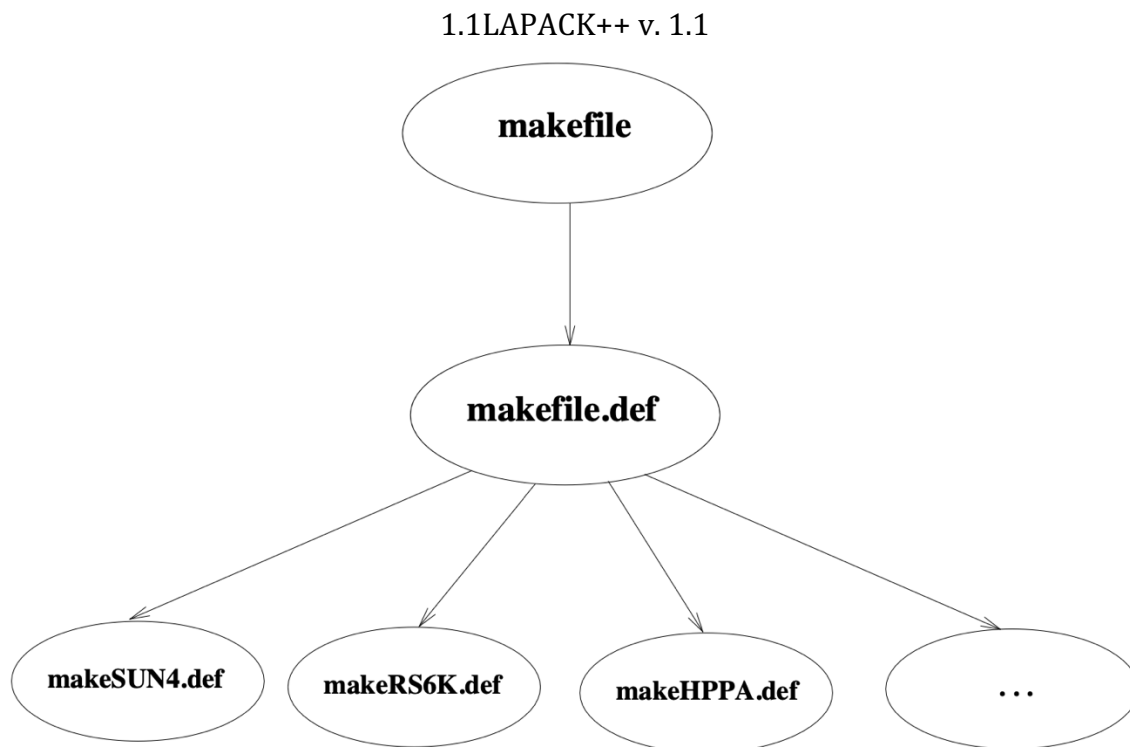 1.1LAPACK++ v. 1.1
makefile
makefile.def
makeSUN4.def
makeRS6K.def
makeHPPA.def
...